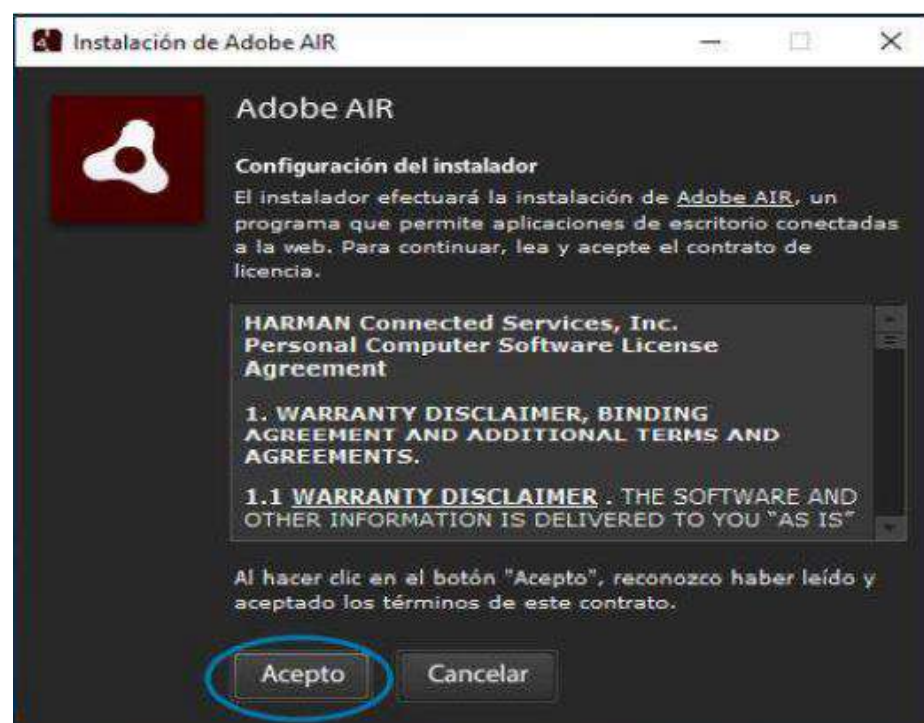 Instalación de Adobe AIR
Adobe AIR
Configuración del instalador
El instalador efectuará la instalación de Adobe AIR, un
programa que permite aplicaciones de escritorio conectadas
a la web. Para continuar, lea y acepte el contrato de
licencia.
HARMAN Connected Services, Inc.
Personal Computer Software License
Agreement
1. WARRANTY DISCLAIMER, BINDING
AGREEMENT AND ADDITIONAL TERMS AND
AGREEMENTS.
1.1 WARRANTY DISCLAIMER . THE SOFTWARE AND
OTHER INFORMATION IS DELIVERED TO YOU “AS IS”
Al hacer clic en el botón "Acepto", reconozco haber leído y
aceptado los términos de este contrato.
Acepto
Cancelar